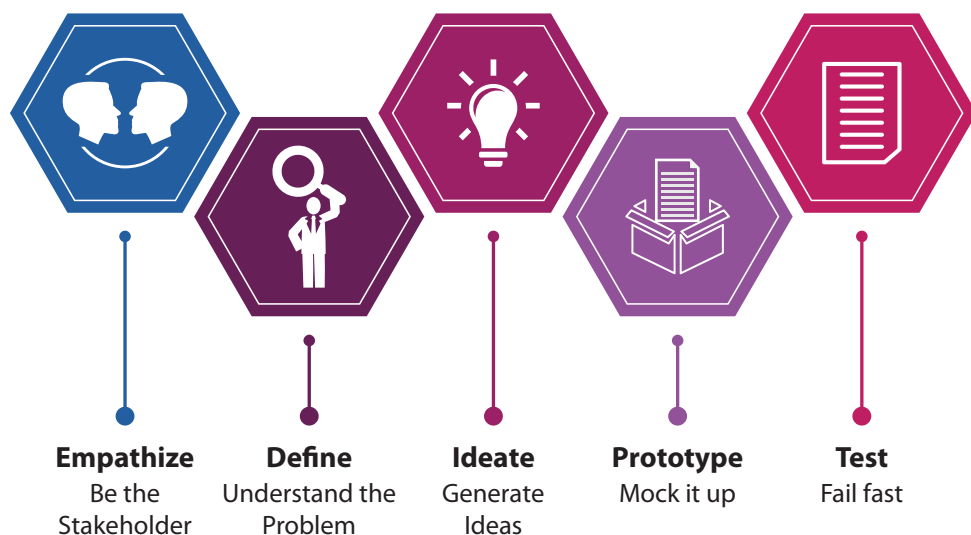 Empathize
Be the
Stakeholder
Define
Understand the
Problem
Ideate
Generate
Ideas
Prototype
Mock it up
Test
Fail fast